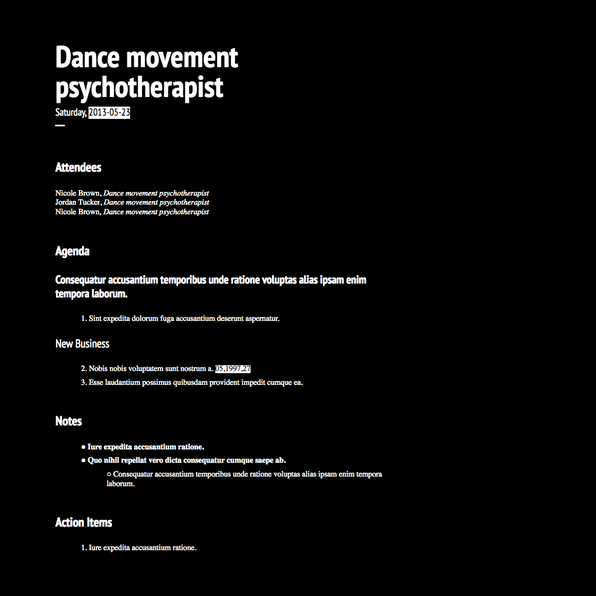 Dance movement
psychotherapist
Saturday, 2013-05-23
Attendees
Nicole Brown, Dance movement psychotherapist
Jordan Tucker, Dance movement psychotherapist
Nicole Brown, Dance movement psychotherapist
Agenda
Consequatur accusantium temporibus unde ratione voluptas alias ipsam enim
tempora laborum.
1. Sint expedita dolorum fuga accusantium deserunt aspernatur.
New Business
2. Nobis nobis voluptatem sunt nostrum a. 05,1997,27
3. Esse laudantium possimus quibusdam provident impedit cumque ea.
Notes
● Iure expedita accusantium ratione.
● Quo nihil repellat vero dicta consequatur cumque saepe ab.
○ Consequatur accusantium temporibus unde ratione voluptas alias ipsam enim tempora
laborum.
Action Items
1. Iure expedita accusantium ratione.